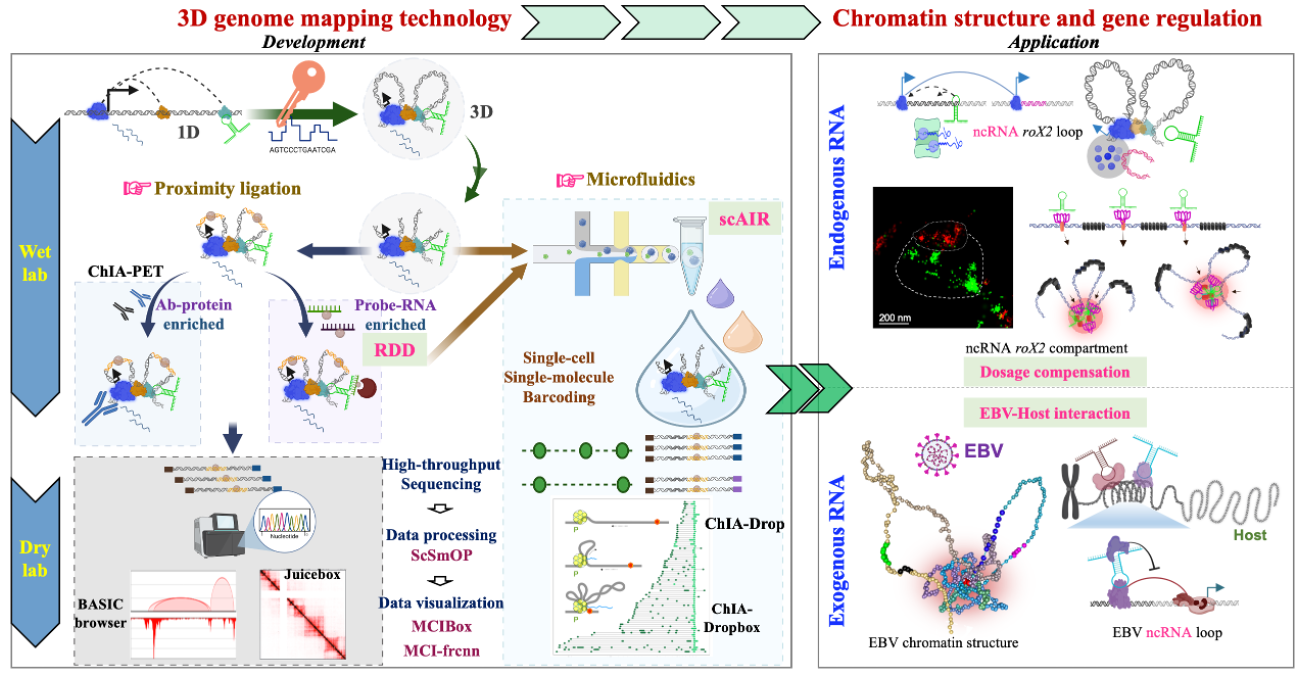 3D genome mapping technology
Development
Chromatin structure and gene regulation
Application
Wet
lab
Dry
lab
1D
AGTCCCTGAATCGA
3D
Proximity ligation
Microfluidics
scAIR
ChIA-PET
Ab-protein
enriched
Probe-RNA
enriched
RDD
Single-cell
Single-molecule
Barcoding
High-throughput
Sequencing
Data processing
ScSmOP
Data visualization
MCIBox
MCI-frcnn
Nucleotide
BASIC
browser
Juicebox
P
P
P
ChIA-Drop
ChIA-
Dropbox
Endogenous RNA
ncRNA roX2 loop
200 nm
ncRNA roX2 compartment
Dosage compensation
EBV-Host interaction
Exogenous RNA
EBV
Host
EBV chromatin structure
EBV ncRNA loop